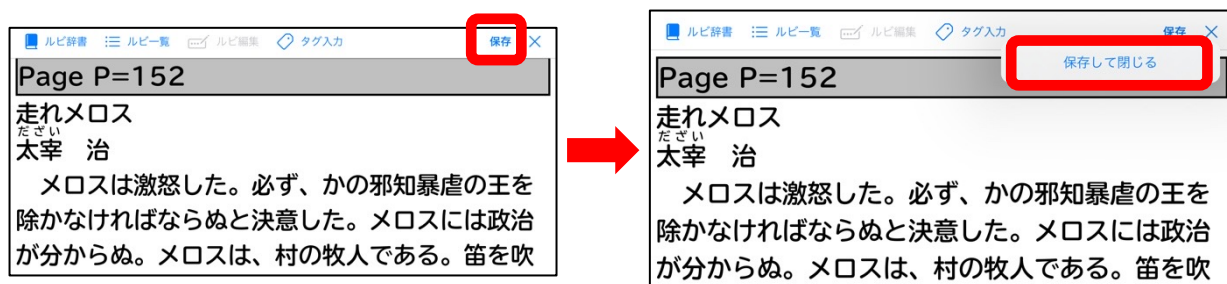 ルビ辞書 ルビ一覧 ルビ編集 タグ入力 保存 ×
Page P=152
走れメロス
だざい
太宰 治
メロスは激怒した。必ず、かの邪知暴虐の王を
除かなければならぬと決意した。メロスには政治
が分からぬ。メロスは、村の牧人である。笛を吹
ルビ辞書 ルビ一覧 ルビ編集 タグ入力 保存 ×
保存して閉じる
Page P=152
走れメロス
だざい
太宰 治
メロスは激怒した。必ず、かの邪知暴虐の王を
除かなければならぬと決意した。メロスには政治
が分からぬ。メロスは、村の牧人である。笛を吹